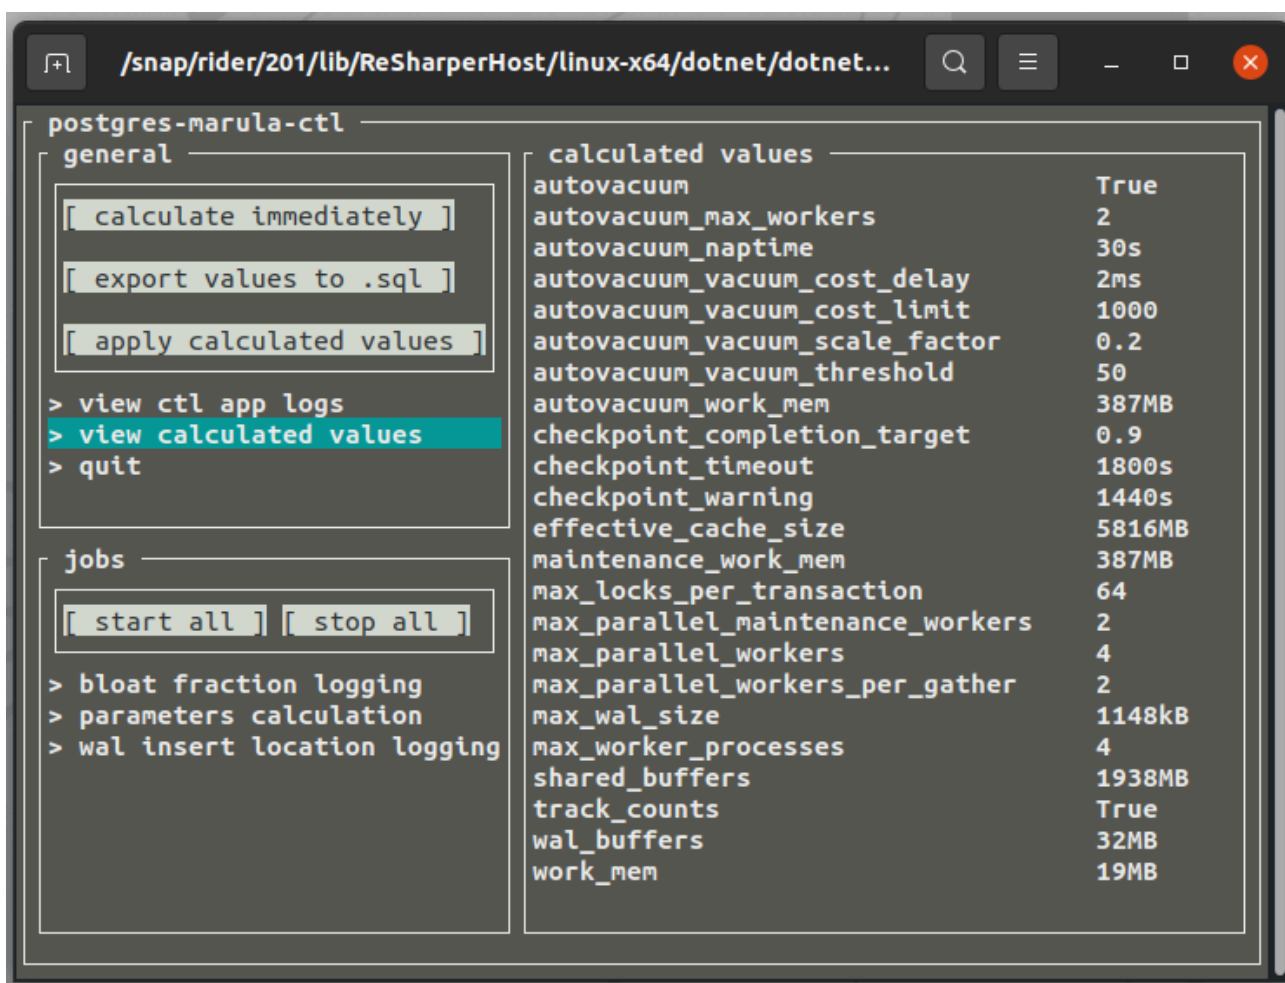 /snap/rider/201/lib/ReSharperHost/linux-x64/dotnet/dotnet...
postgres-marula-ctl
general
[ calculate immediately ]
[ export values to .sql ]
[ apply calculated values ]
> view ctl app logs
> view calculated values
> quit
jobs
[ start all ] [ stop all ]
> bloat fraction logging
> parameters calculation
> wal insert location logging
calculated values
autovacuum True
autovacuum_max_workers 2
autovacuum_naptime 30s
autovacuum_vacuum_cost_delay 2ms
autovacuum_vacuum_cost_limit 1000
autovacuum_vacuum_scale_factor 0.2
autovacuum_vacuum_threshold 50
autovacuum_work_mem 387MB
checkpoint_completion_target 0.9
checkpoint_timeout 1800s
checkpoint_warning 1440s
effective_cache_size 5816MB
maintenance_work_mem 387MB
max_locks_per_transaction 64
max_parallel_maintenance_workers 2
max_parallel_workers 4
max_parallel_workers_per_gather 2
max_wal_size 1148kB
max_worker_processes 4
shared_buffers 1938MB
track_counts True
wal_buffers 32MB
work_mem 19MB